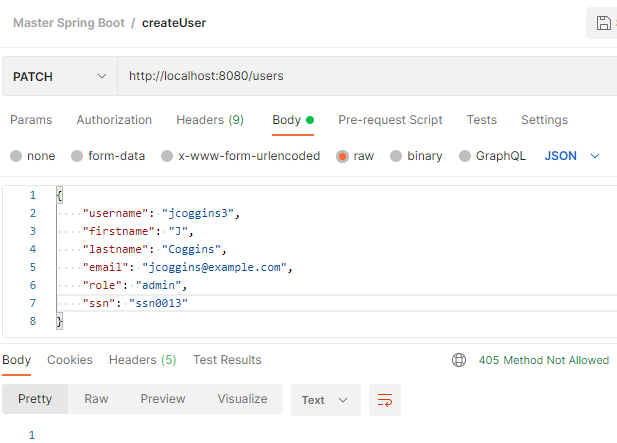 Master Spring Boot / createUser
PATCH http://localhost:8080/users
Params Authorization Headers (9) Body Pre-request Script Tests Settings
none form-data x-www-form-urlencoded raw binary GraphQL JSON
1 {
2 "username": "jcoggins3",
3 "firstname": "J",
4 "lastname": "Coggins",
5 "email": "jcoggins@example.com",
6 "role": "admin",
7 "ssn": "ssn0013"
8 }
Body Cookies Headers (5) Test Results 405 Method Not Allowed
Pretty Raw Preview Visualize Text
1